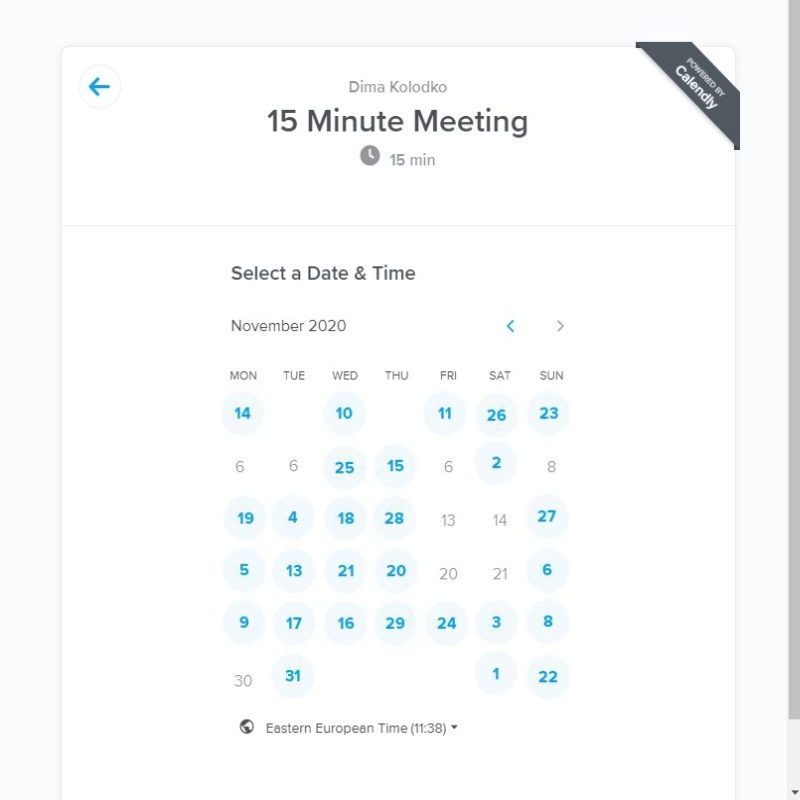 POWERED BY
Calendly
Dima Kolodko
15 Minute Meeting
15 min
Select a Date & Time
November 2020
MON TUE WED THU FRI SAT SUN
14 10 11 26 23
6 6 25 15 6 2 8
19 4 18 28 13 14 27
5 13 21 20 20 21 6
9 17 16 29 24 3 8
30 31 1 22
Eastern European Time (11:38)